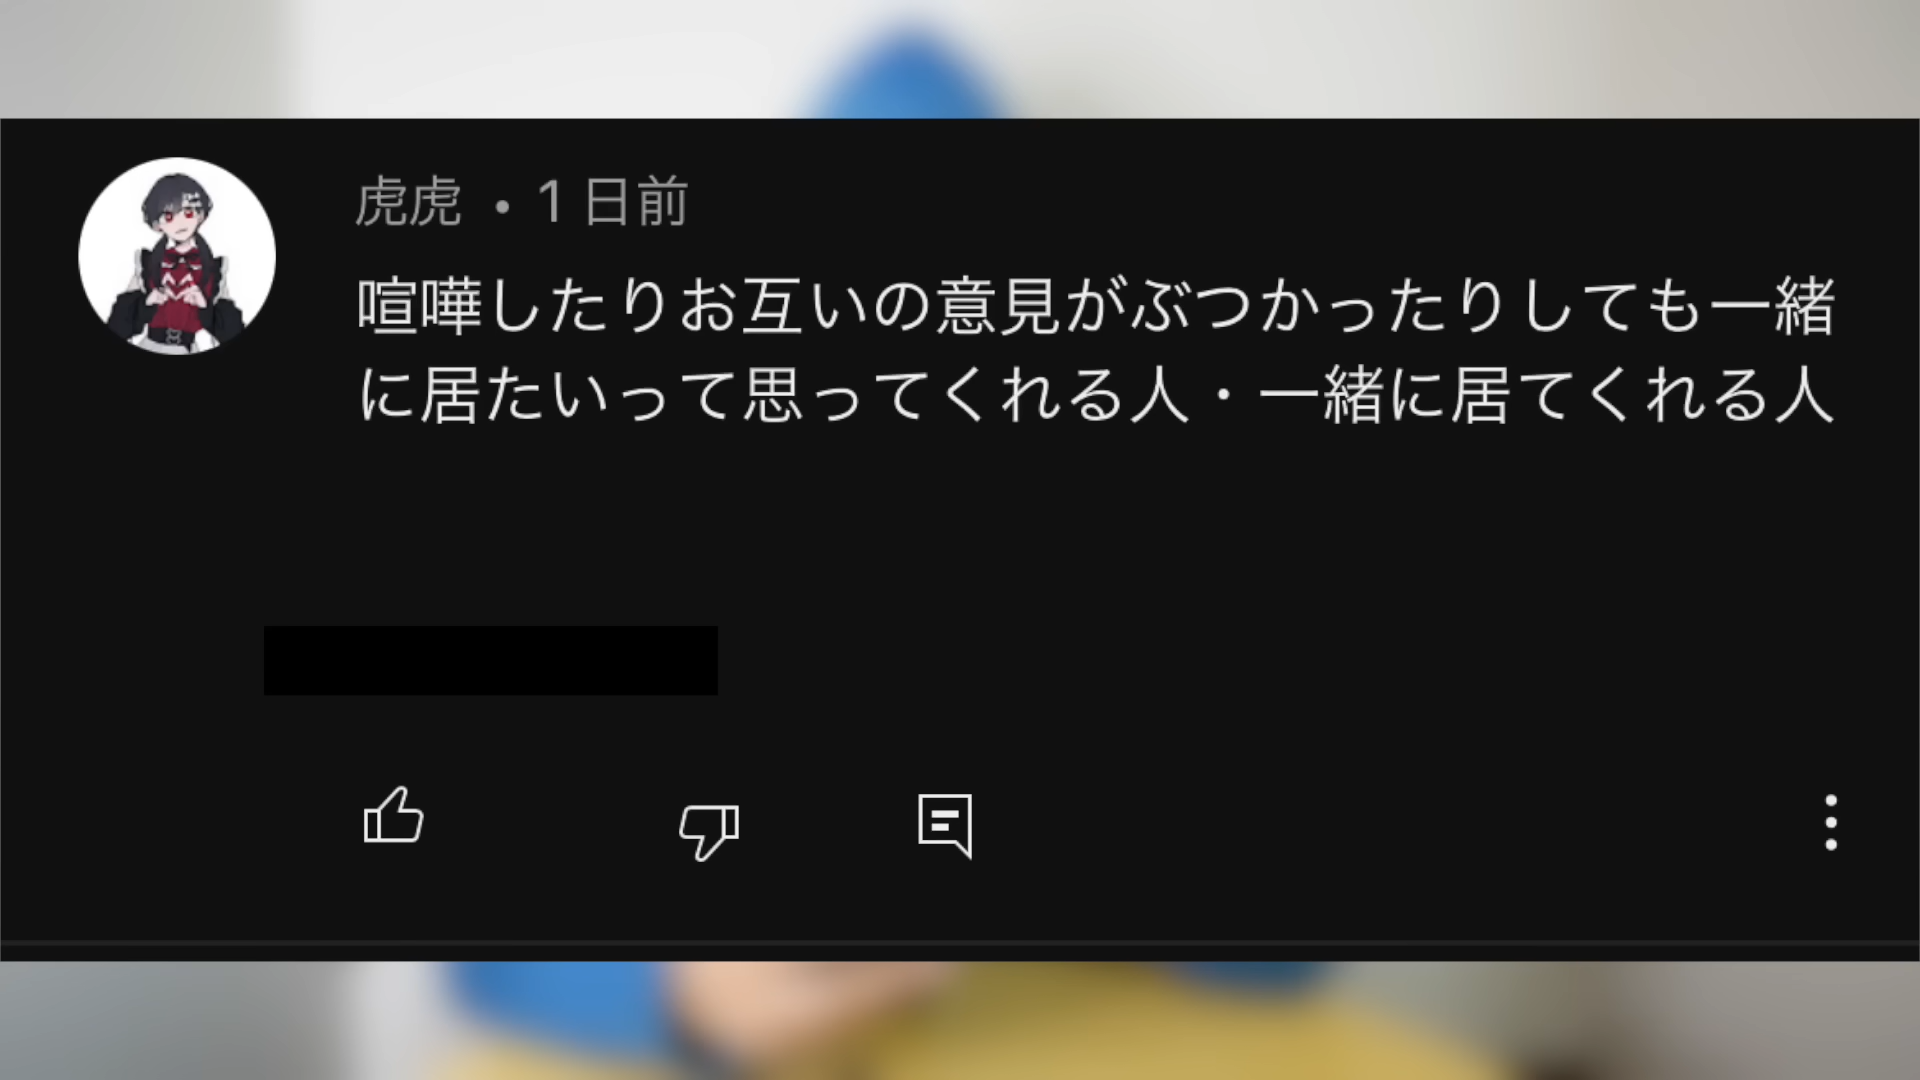 虎虎 • 1 日前
喧嘩したりお互いの意見がぶつかったりしても一緒
に居たいって思ってくれる人・一緒に居てくれる人